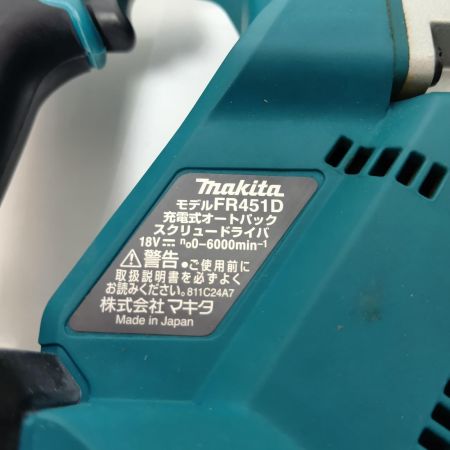 makita
モデルFR451D
充電式オートパック
スクリュードライバ
18V⎓ n₀0-6000min⁻¹
⚠警告●ご使用前に
取扱説明書を必ずよく
お読みください。811C24A7
株式会社マキタ
Made in Japan